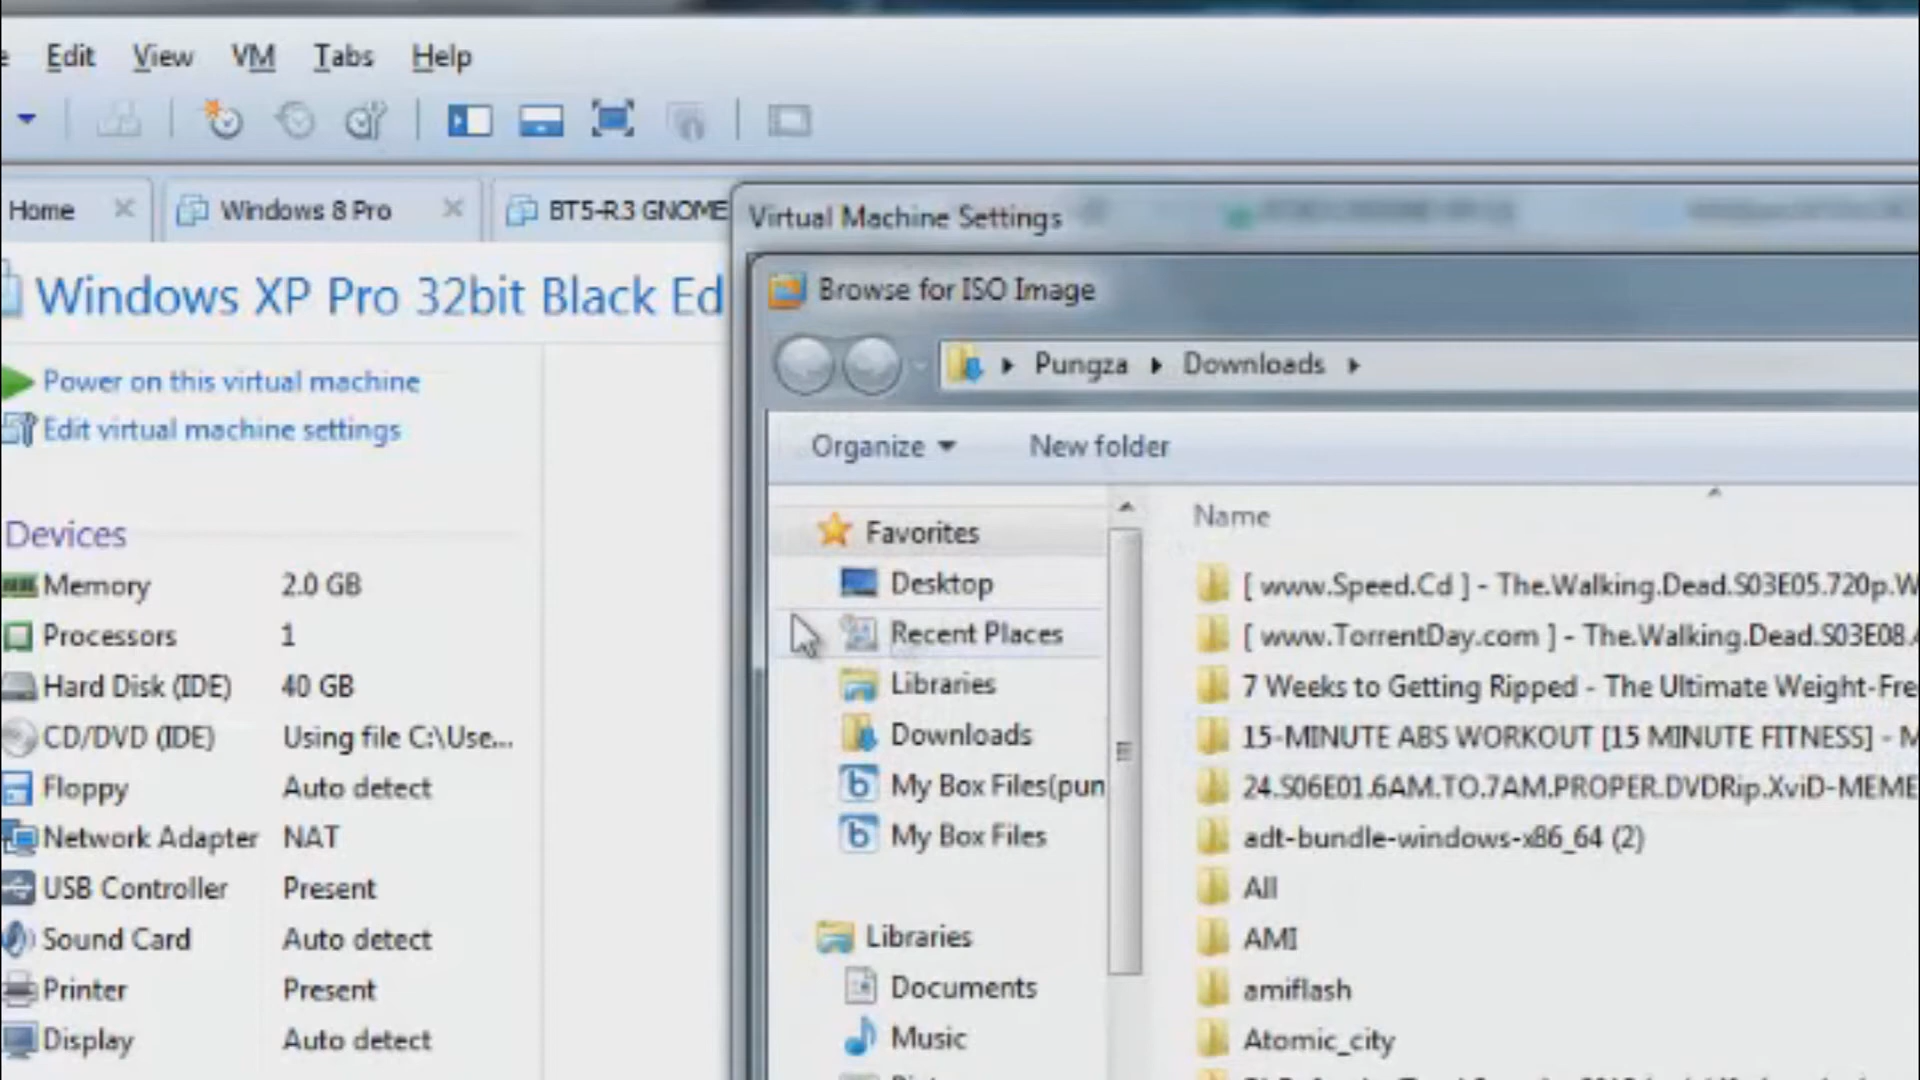 Edit View VM Tabs Help
Home Windows 8 Pro BT5-R3 GNOME
Virtual Machine Settings
Windows XP Pro 32bit Black Ed
Browse for ISO Image
Pungza Downloads
Power on this virtual machine
Edit virtual machine settings
Organize New folder
Name
Devices
Memory 2.0 GB
Processors 1
Hard Disk (IDE) 40 GB
CD/DVD (IDE) Using file C:\Use...
Floppy Auto detect
Network Adapter NAT
USB Controller Present
Sound Card Auto detect
Printer Present
Display Auto detect
Favorites
Desktop
Recent Places
Libraries
Downloads
My Box Files(pun
My Box Files
Libraries
Documents
Music
[ www.Speed.Cd ] - The.Walking.Dead.S03E05.720p.W
[ www.TorrentDay.com ] - The.Walking.Dead.S03E08.
7 Weeks to Getting Ripped - The Ultimate Weight-Fre
15-MINUTE ABS WORKOUT [15 MINUTE FITNESS] - M
24.S06E01.6AM.TO.7AM.PROPER.DVDRip.XviD-MEME
adt-bundle-windows-x86_64 (2)
All
AMI
amiflash
Atomic_city